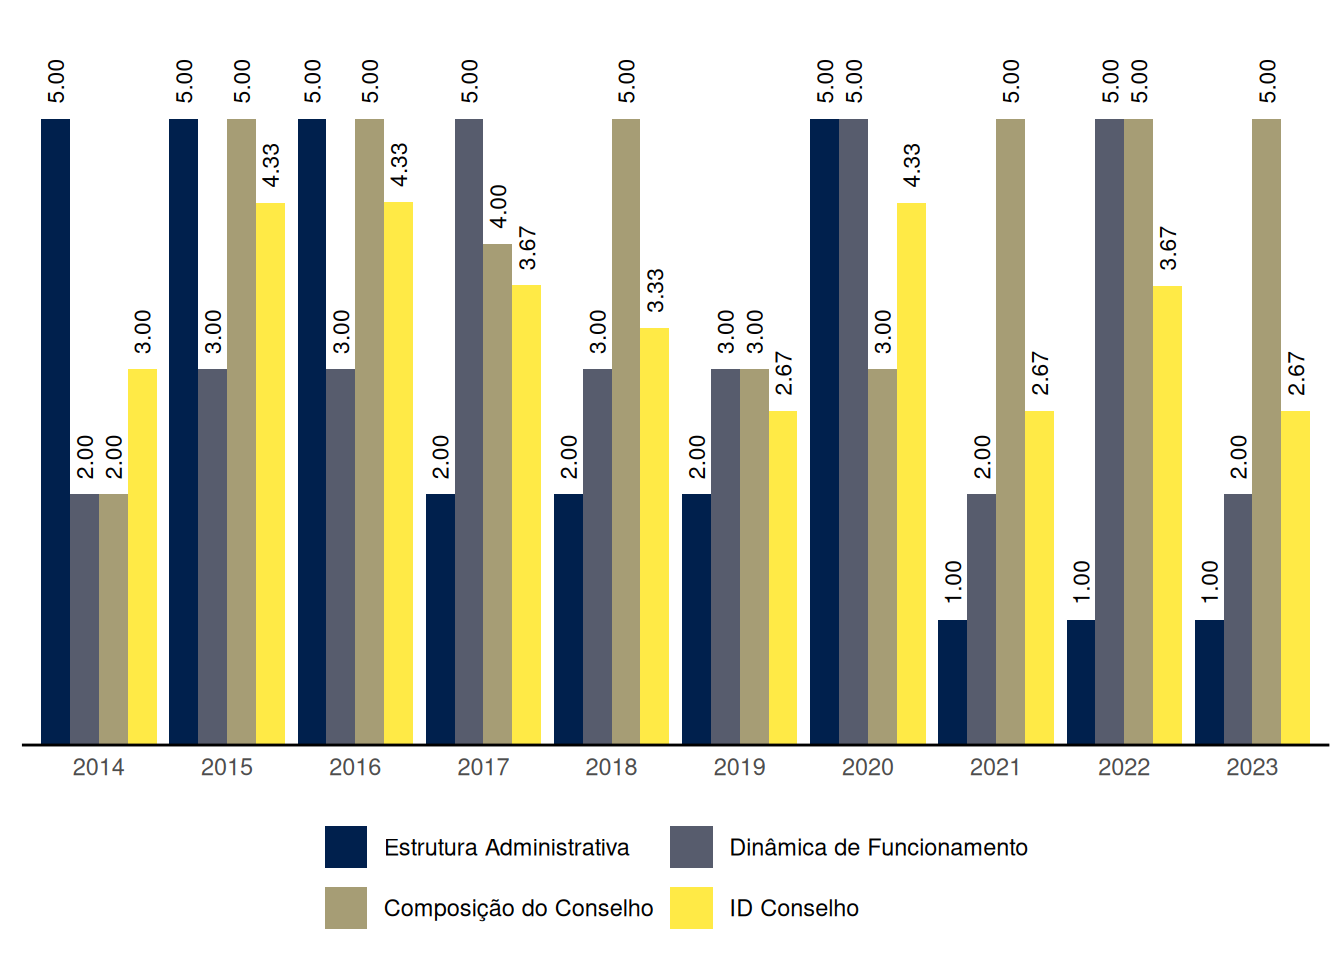 5.00 2.00 2.00 3.00 5.00 3.00 5.00 4.33 5.00 3.00 5.00 4.33 2.00 5.00 4.00 3.67 2.00 3.00 5.00 3.33 2.00 3.00 3.00 2.67 5.00 5.00 3.00 4.33 1.00 2.00 5.00 2.67 1.00 5.00 5.00 3.67 1.00 2.00 5.00 2.67
2014 2015 2016 2017 2018 2019 2020 2021 2022 2023
Estrutura Administrativa Dinâmica de Funcionamento
Composição do Conselho ID Conselho